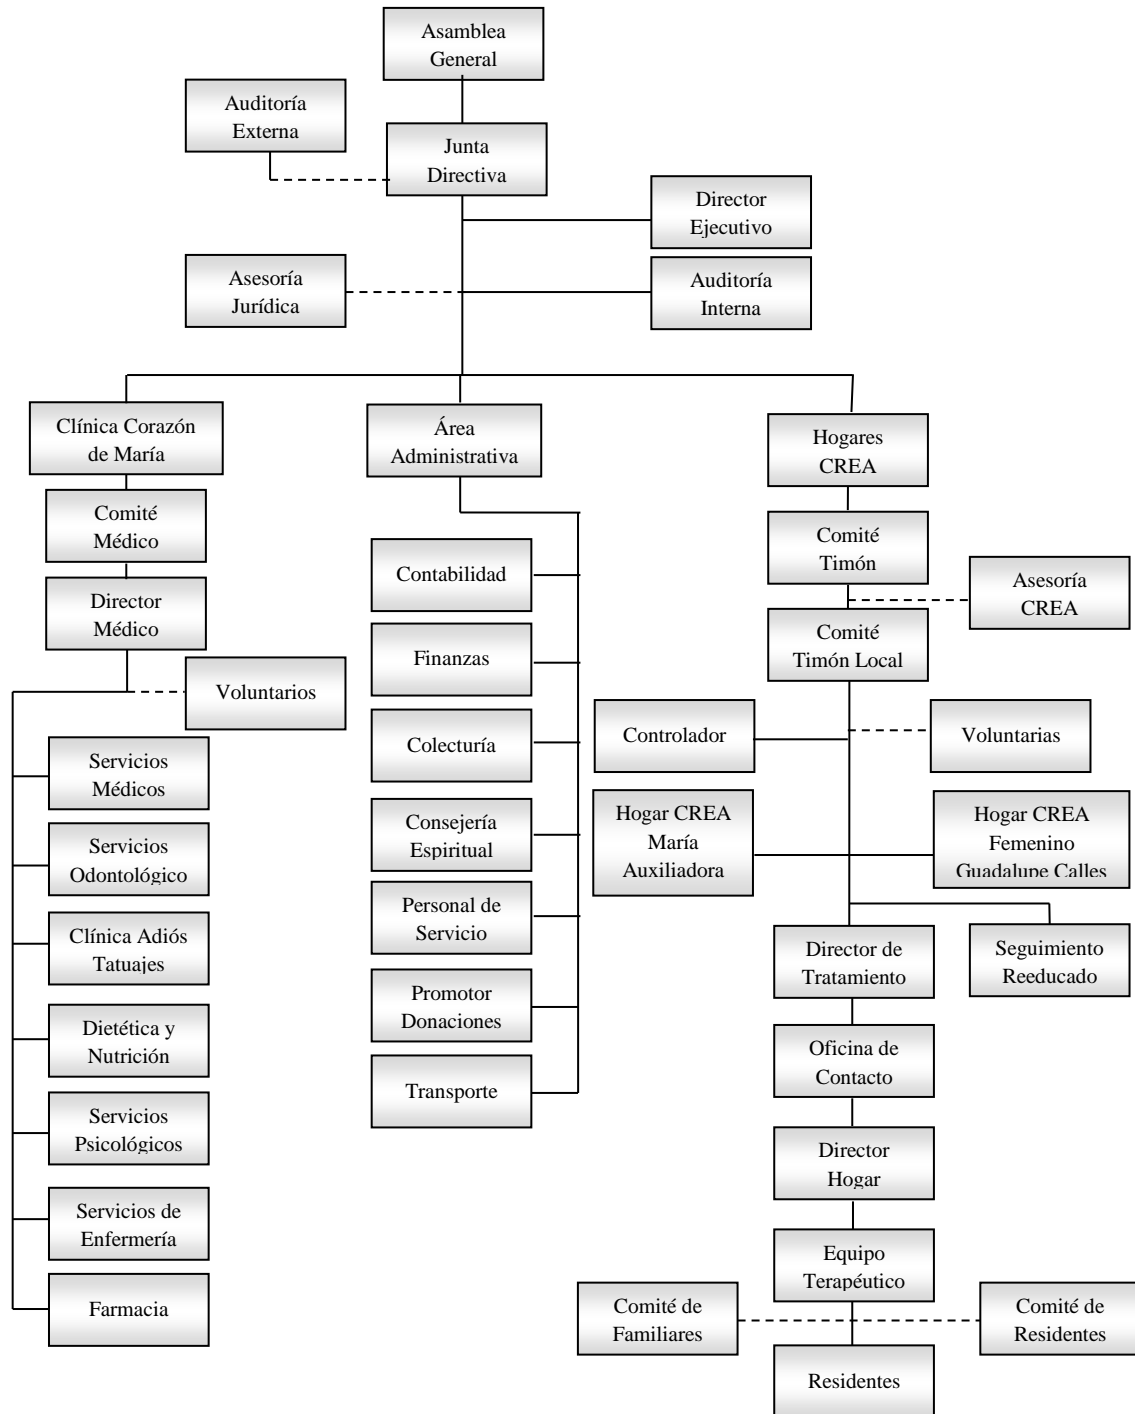 Asamblea
General
Auditoría
Externa
Junta
Directiva
Director
Ejecutivo
Asesoría
Jurídica
Auditoría
Interna
Clínica Corazón
de María
Comité
Médico
Director
Médico
Voluntarios
Servicios
Médicos
Servicios
Odontológico
Clínica Adiós
Tatuajes
Dietética y
Nutrición
Servicios
Psicológicos
Servicios de
Enfermería
Farmacia
Área
Administrativa
Contabilidad
Finanzas
Colecturía
Consejería
Espiritual
Personal de
Servicio
Promotor
Donaciones
Transporte
Hogares
CREA
Comité
Timón
Asesoría
CREA
Comité
Timón Local
Controlador
Voluntarias
Hogar CREA
María
Auxiliadora
Hogar CREA
Femenino
Guadalupe Calles
Director de
Tratamiento
Seguimiento
Reeducado
Oficina de
Contacto
Director
Hogar
Equipo
Terapéutico
Comité de
Familiares
Comité de
Residentes
Residentes